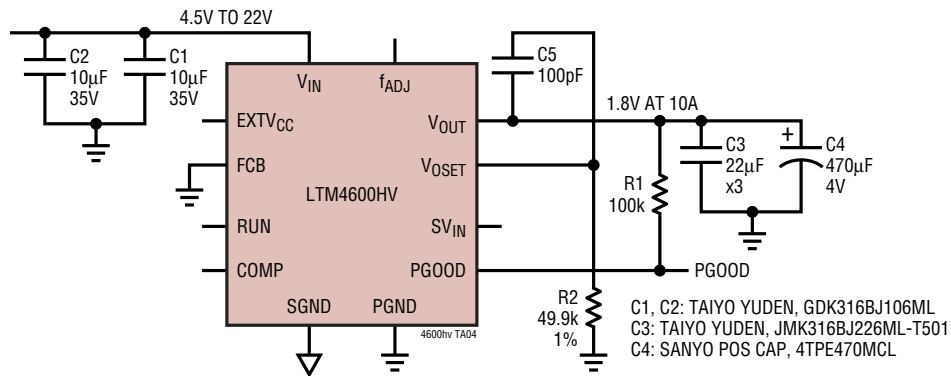 4.5V TO 22V
C2
10µF
35V
C1
10µF
35V
C5
100pF
VIN
fADJ
1.8V AT 10A
EXTVCC
VOUT
FCB
VOSET
LTM4600HV
R1
100k
C3
22µF
x3
+
C4
470µF
4V
RUN
SVIN
COMP
PGOOD
PGOOD
SGND
PGND
R2
49.9k
1%
4600hv TA04
C1, C2: TAIYO YUDEN, GDK316BJ106ML
C3: TAIYO YUDEN, JMK316BJ226ML-T501
C4: SANYO POS CAP, 4TPE470MCL